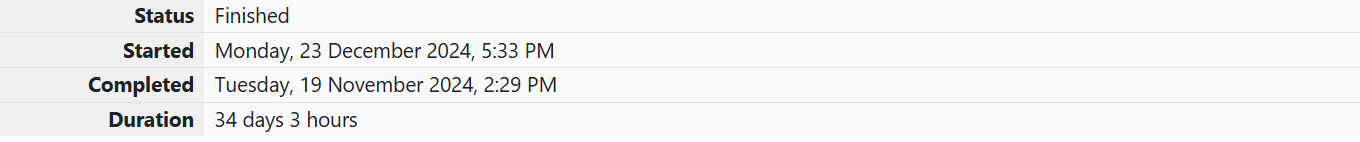 Status Finished
Started Monday, 23 December 2024, 5:33 PM
Completed Tuesday, 19 November 2024, 2:29 PM
Duration 34 days 3 hours